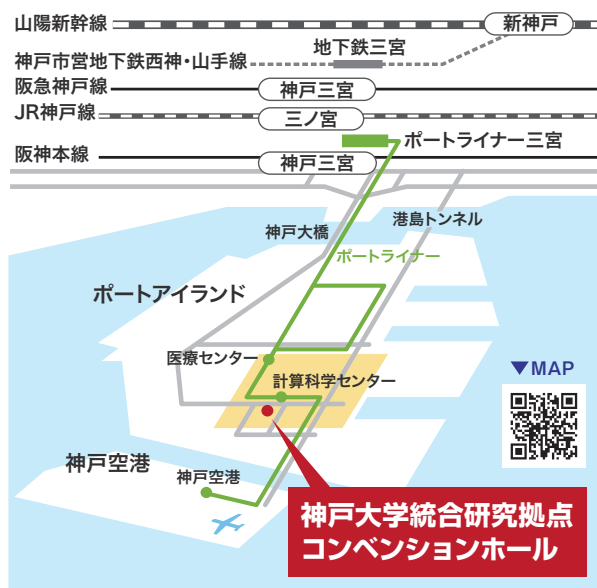 山陽新幹線
新神戸
地下鉄三宮
神戸市営地下鉄西神・山手線
阪急神戸線
神戸三宮
JR神戸線
三ノ宮
ポートライナー三宮
阪神本線
神戸三宮
港島トンネル
神戸大橋
ポートライナー
ポートアイランド
医療センター
▼MAP
計算科学センター
神戸空港
神戸空港
神戸大学統合研究拠点
コンベンションホール